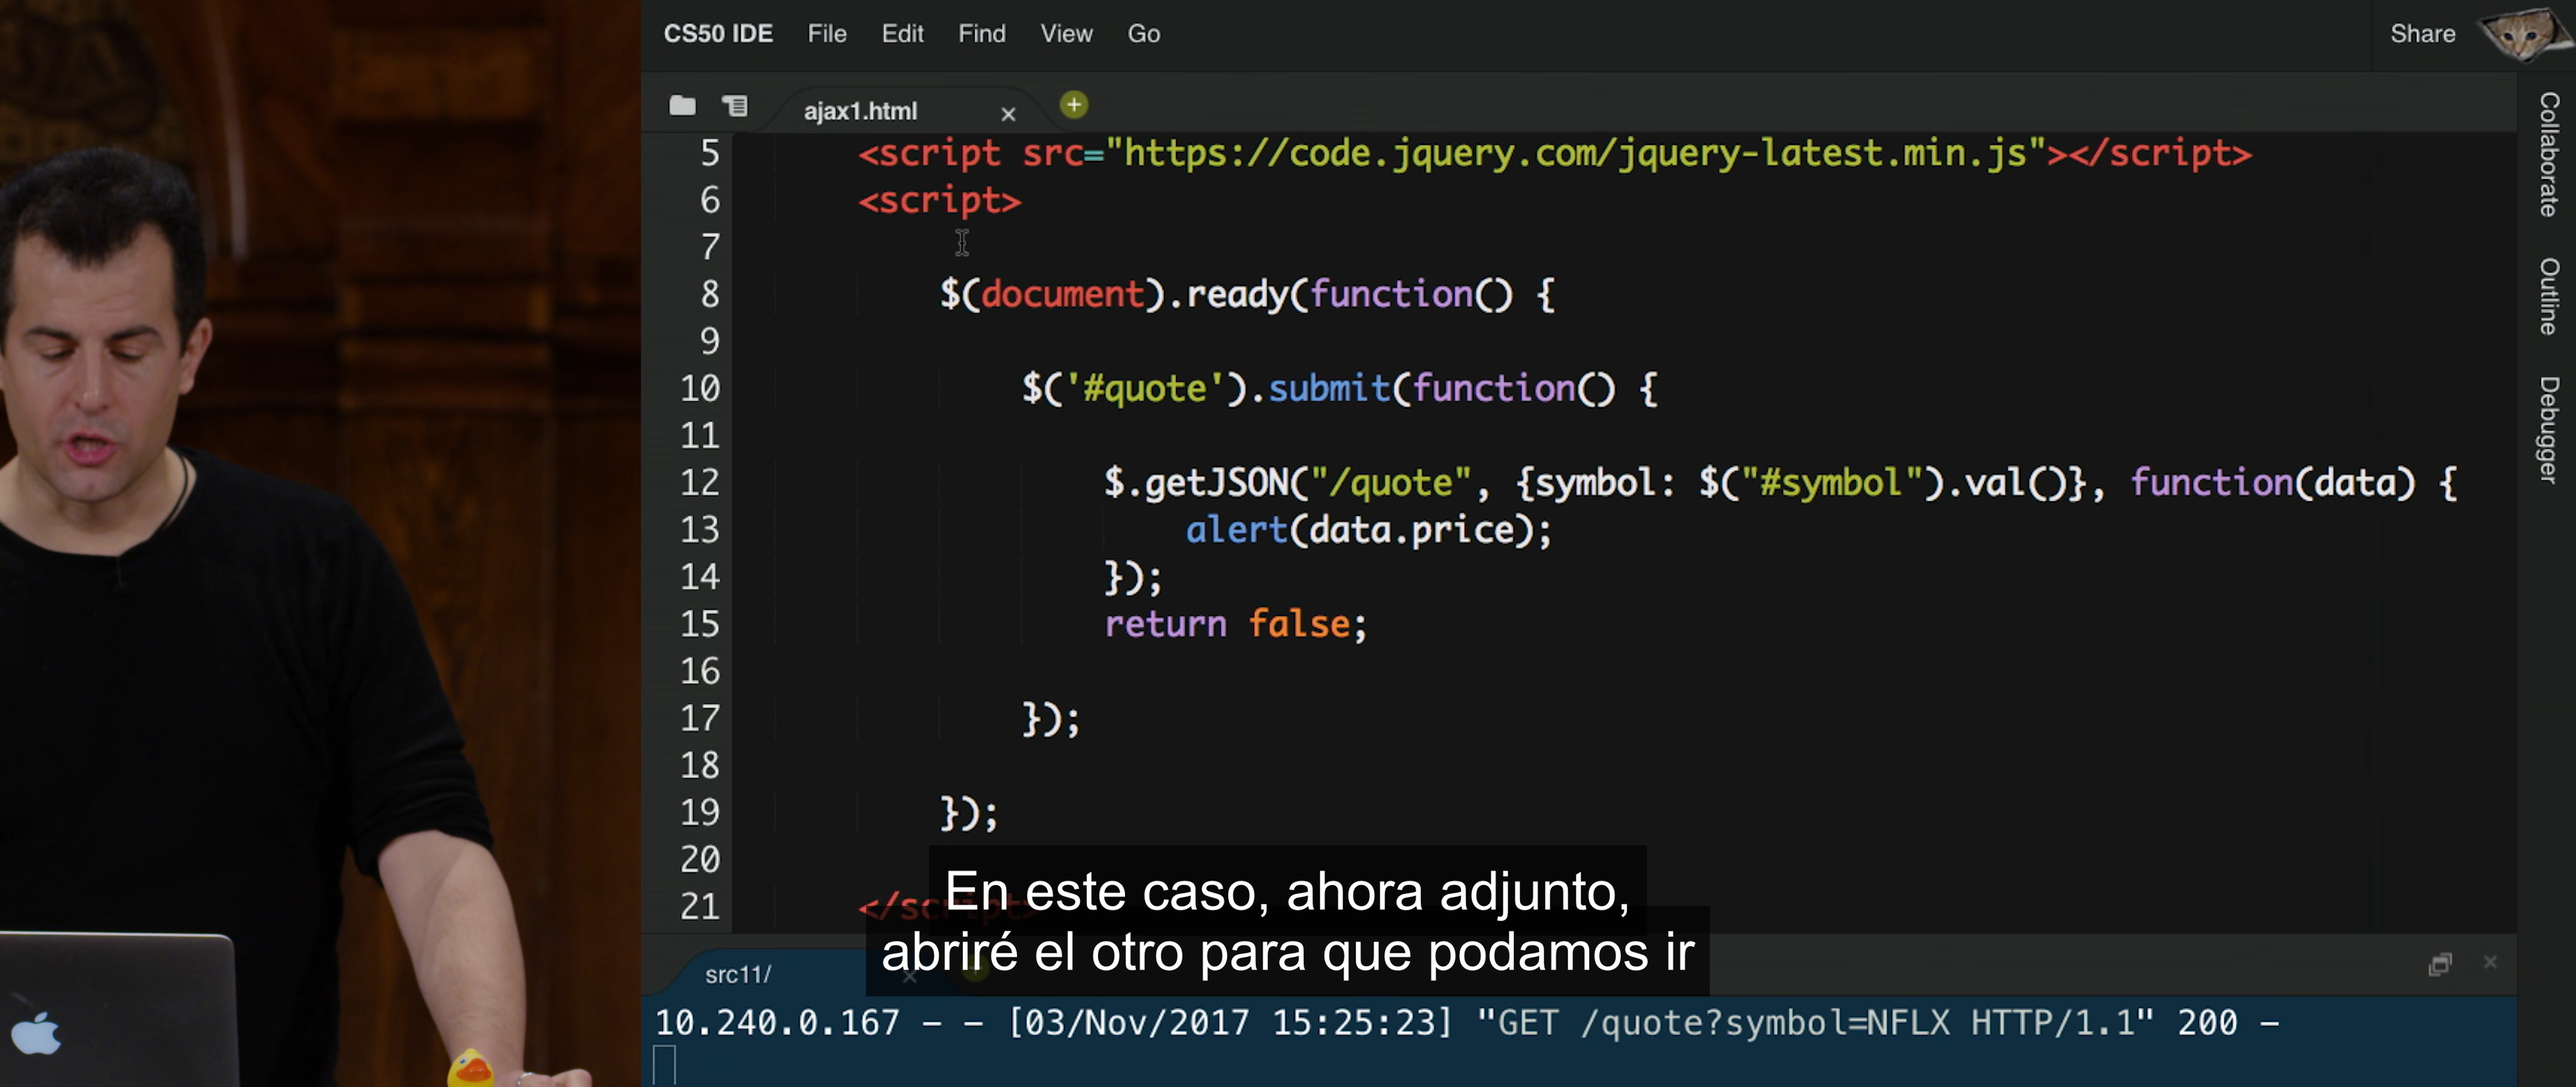 CS50 IDE File Edit Find View Go Share
ajax1.html
5 <script src="https://code.jquery.com/jquery-latest.min.js"></script>
6 <script>
7
8 $(document).ready(function() {
9
10 $('#quote').submit(function() {
11
12 $.getJSON("/quote", {symbol: $("#symbol").val()}, function(data) {
13 alert(data.price);
14 });
15 return false;
16
17 });
18
19 });
20
21 </script>
En este caso, ahora adjunto,
abriré el otro para que podamos ir
src11/
10.240.0.167 - - [03/Nov/2017 15:25:23] "GET /quote?symbol=NFLX HTTP/1.1" 200 -
Collaborate
Outline
Debugger